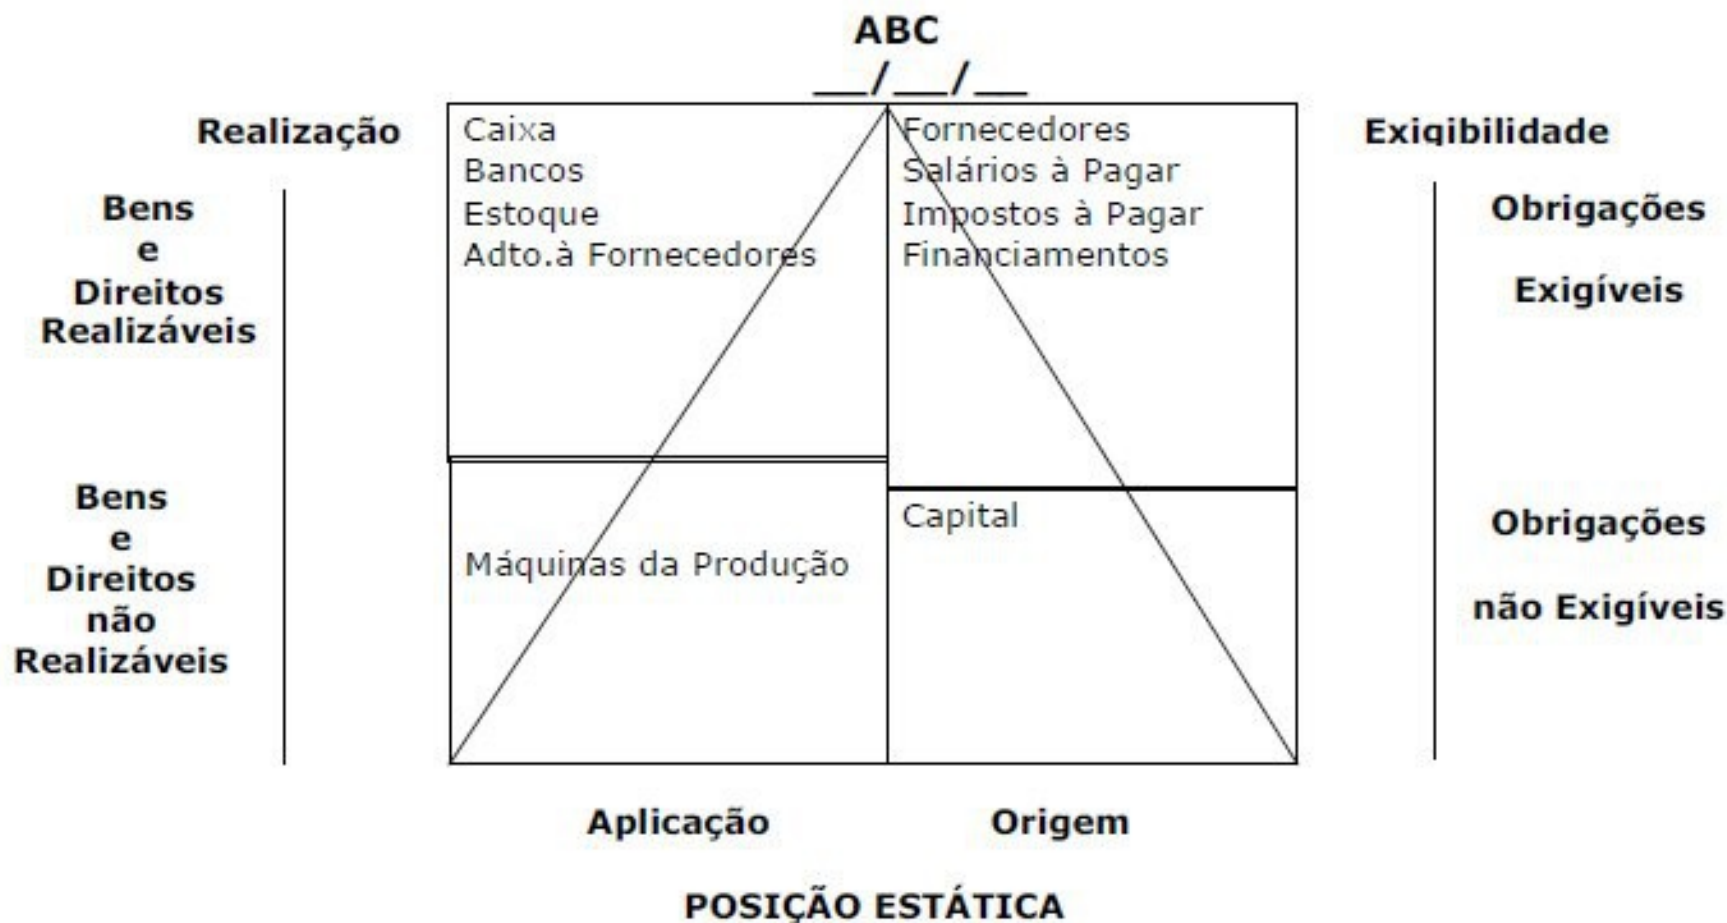 ABC
__/__/__
Realização
Caixa
Bancos
Estoque
Adto.à Fornecedores
Fornecedores
Salários à Pagar
Impostos à Pagar
Financiamentos
Exigibilidade
Bens
e
Direitos
Realizáveis
Obrigações
Exigíveis
Bens
e
Direitos
não
Realizáveis
Máquinas da Produção
Capital
Obrigações
não Exigíveis
Aplicação
Origem
POSIÇÃO ESTÁTICA